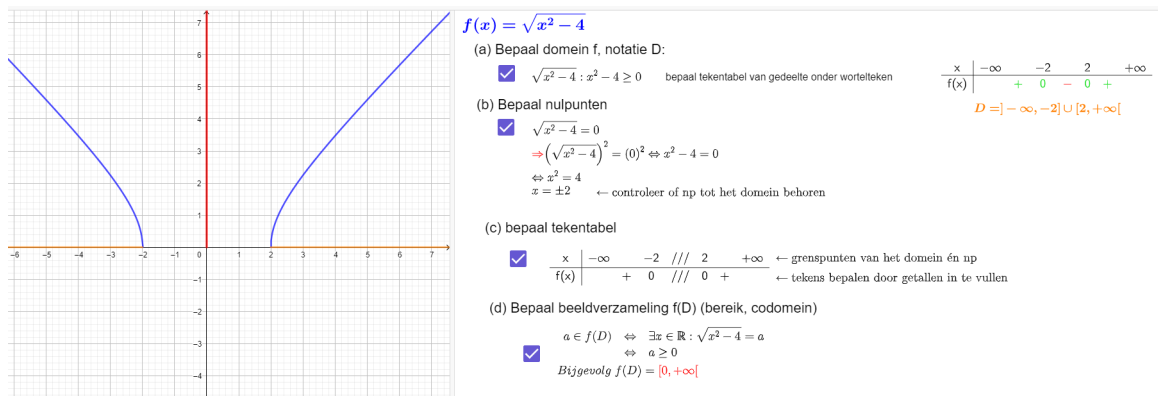 f(x) = √(x² − 4)
(a) Bepaal domein f, notatie D:
√(x² − 4) : x² − 4 ≥ 0 bepaal tekentabel van gedeelte onder wortelteken
x −∞ −2 2 +∞
f(x) + 0 − 0 +
D =] − ∞, −2] ∪ [2, +∞[
(b) Bepaal nulpunten
√(x² − 4) = 0
⇒(√(x² − 4))² = (0)² ⇔ x² − 4 = 0
⇔ x² = 4
x = ±2 ← controleer of np tot het domein behoren
(c) bepaal tekentabel
x −∞ −2 /// 2 +∞ ← grenspunten van het domein én np
f(x) + 0 /// 0 + ← tekens bepalen door getallen in te vullen
(d) Bepaal beeldverzameling f(D) (bereik, codomein)
a ∈ f(D) ⇔ ∃x ∈ ℝ : √(x² − 4) = a
⇔ a ≥ 0
Bijgevolg f(D) = [0, +∞[
7
6
5
4
3
2
1
−6 −5 −4 −3 −2 −1 0 1 2 3 4 5 6 7
−1
−2
−3
−4